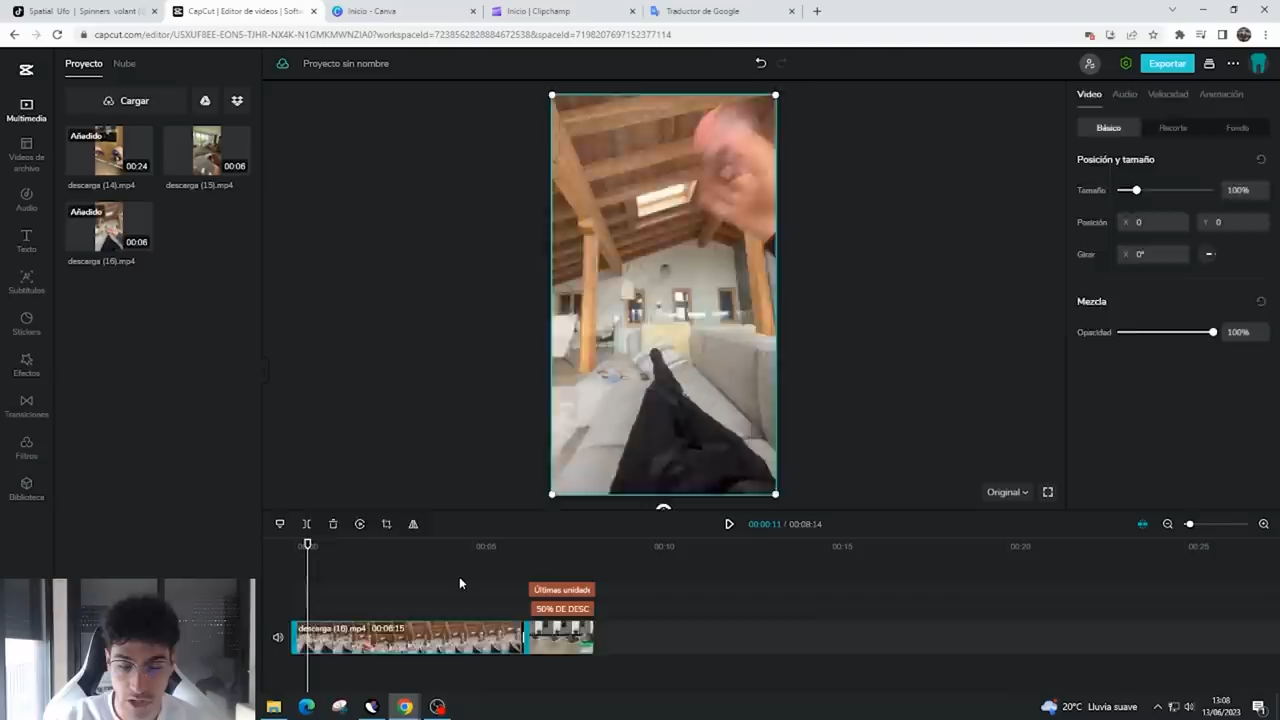 Spatial Ufo | Spinners volant (
CapCut | Editor de videos | Softw
Inicio - Canva
Inicio | Clipchamp
Traductor de Google
capcut.com/editor/U5XUF8EE-EON5-TJHR-NX4K-N1GMKMWNZIA0?workspaceId=7238562828884672538&spaceId=7198207697152377114
Proyecto
Nube
Proyecto sin nombre
Exportar
Multimedia
Cargar
Video
Audio
Velocidad
Animación
Básico
Recorte
Fondo
Añadido
00:24
00:06
descarga (14).mp4
descarga (15).mp4
Añadido
00:06
descarga (16).mp4
Videos de archivo
Audio
Texto
Subtítulos
Stickers
Efectos
Transiciones
Filtros
Biblioteca
Posición y tamaño
Tamaño
100%
Posición
X 0
Y 0
Girar
X 0°
Mezcla
Opacidad
100%
Original
00:00:11 / 00:08:14
00:00
00:05
00:10
00:15
00:20
00:25
Últimas unidade
50% DE DESC
descarga (16).mp4 00:06:15
20°C Lluvia suave
13:08
13/06/2023